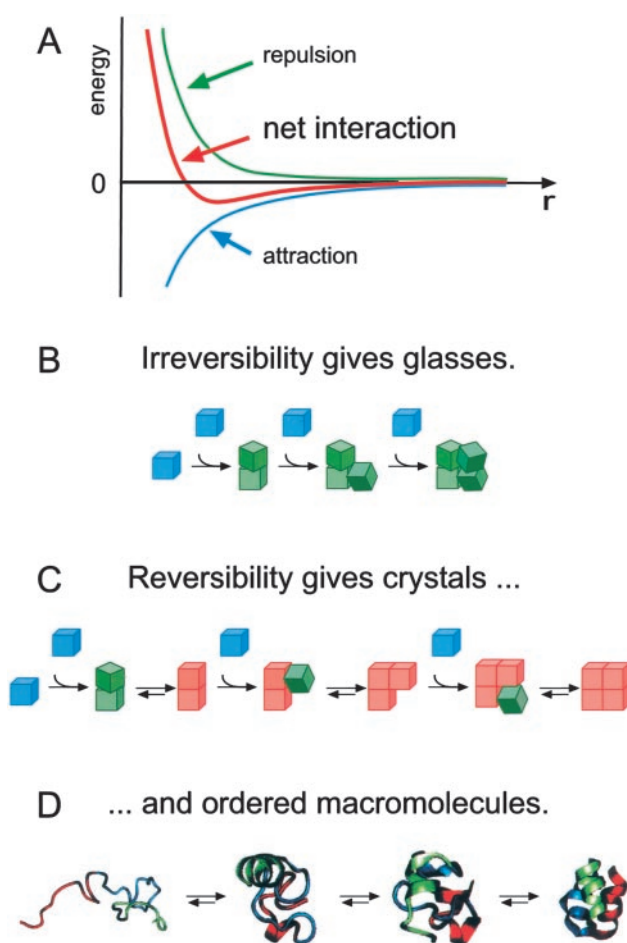 A
energy
repulsion
net interaction
0
r
attraction
B Irreversibility gives glasses.
C Reversibility gives crystals ...
D ... and ordered macromolecules.